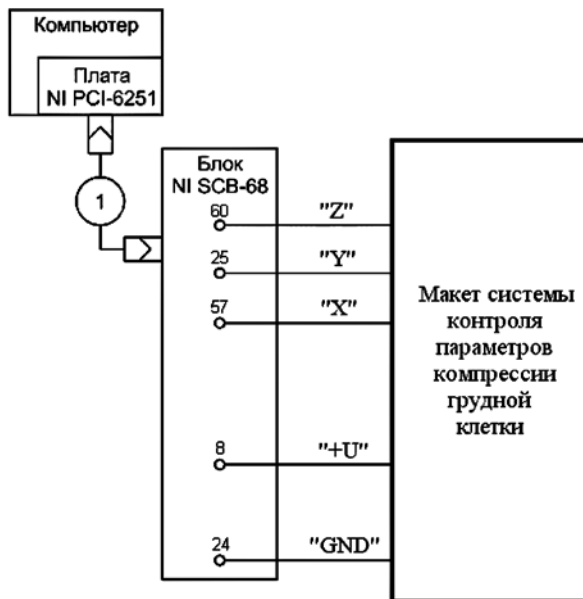 Компьютер
Плата
NI PCI-6251
1
Блок
NI SCB-68
60
"Z"
25
"Y"
57
"X"
8
"+U"
24
"GND"
Макет системы
контроля
параметров
компрессии
грудной
клетки